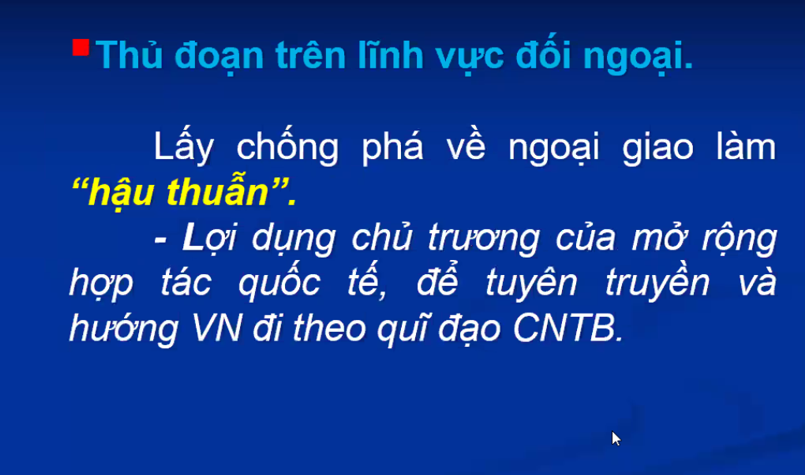 Thủ đoạn trên lĩnh vực đối ngoại.
Lấy chống phá về ngoại giao làm
“hậu thuẫn”.
- Lợi dụng chủ trương của mở rộng
hợp tác quốc tế, để tuyên truyền và
hướng VN đi theo quĩ đạo CNTB.